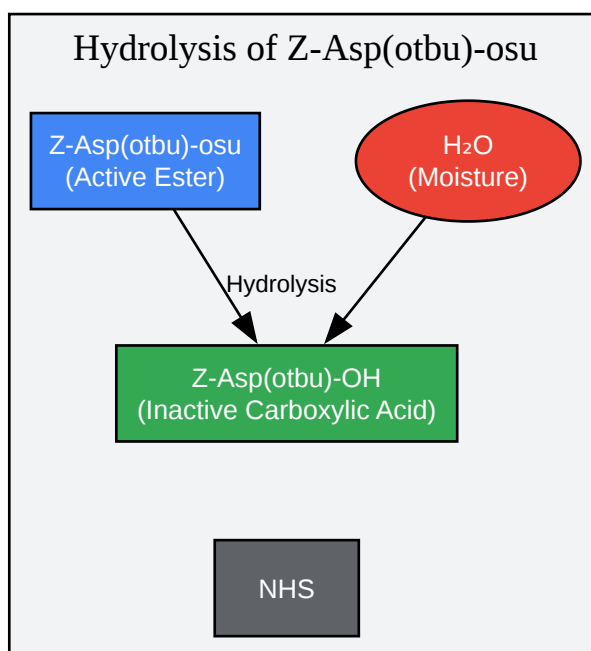 Hydrolysis of Z-Asp(otbu)-osu
Z-Asp(otbu)-osu
(Active Ester)
H₂O
(Moisture)
Hydrolysis
Z-Asp(otbu)-OH
(Inactive Carboxylic Acid)
NHS